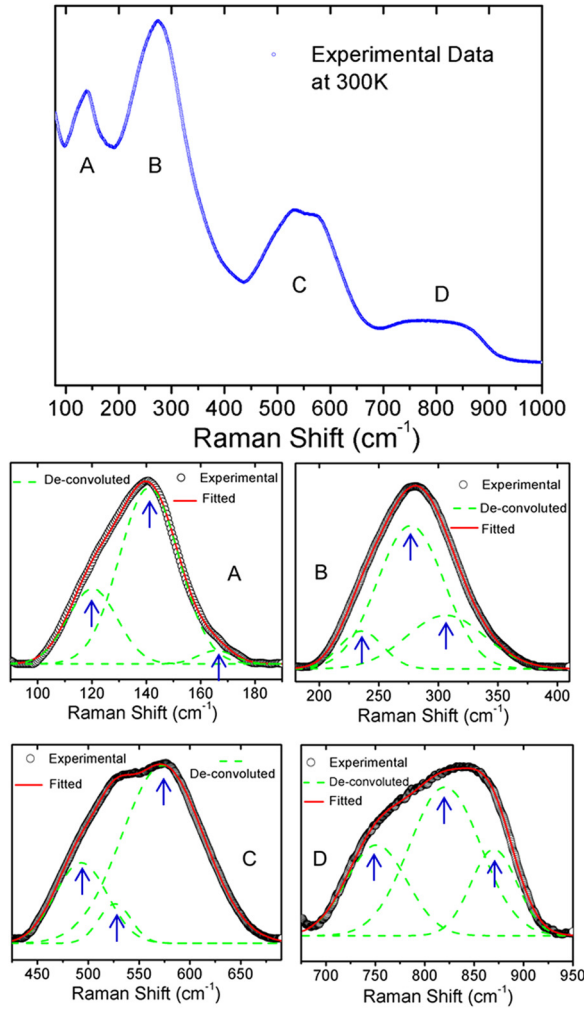 Experimental Data
at 300K
A
B
C
D
100 200 300 400 500 600 700 800 900 1000
Raman Shift (cm-1)
De-convoluted
Experimental
Fitted
A
100 120 140 160 180
Raman Shift (cm-1)
Experimental
De-convoluted
Fitted
B
200 250 300 350 400
Raman Shift (cm-1)
Experimental
Fitted
De-convoluted
C
450 500 550 600 650
Raman Shift (cm-1)
Experimental
De-convoluted
Fitted
D
700 750 800 850 900 950
Raman Shift (cm-1)